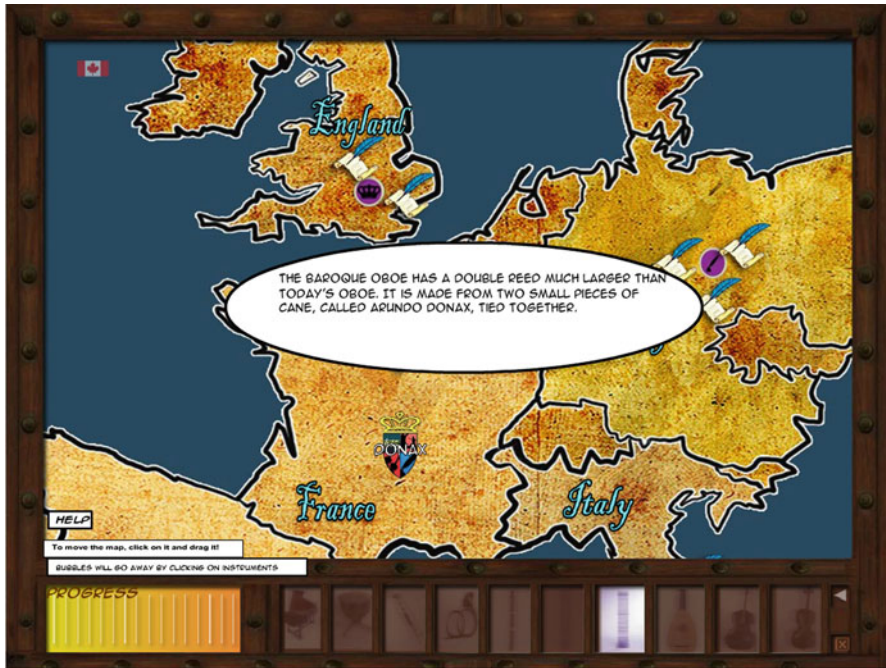 England
THE BAROQUE OBOE HAS A DOUBLE REED MUCH LARGER THAN
TODAY'S OBOE. IT IS MADE FROM TWO SMALL PIECES OF
CANE, CALLED ARUNDO DONAX, TIED TOGETHER.
DONAX
France
Italy
HELP
To move the map, click on it and drag it!
BUBBLES WILL GO AWAY BY CLICKING ON INSTRUMENTS
PROGRESS